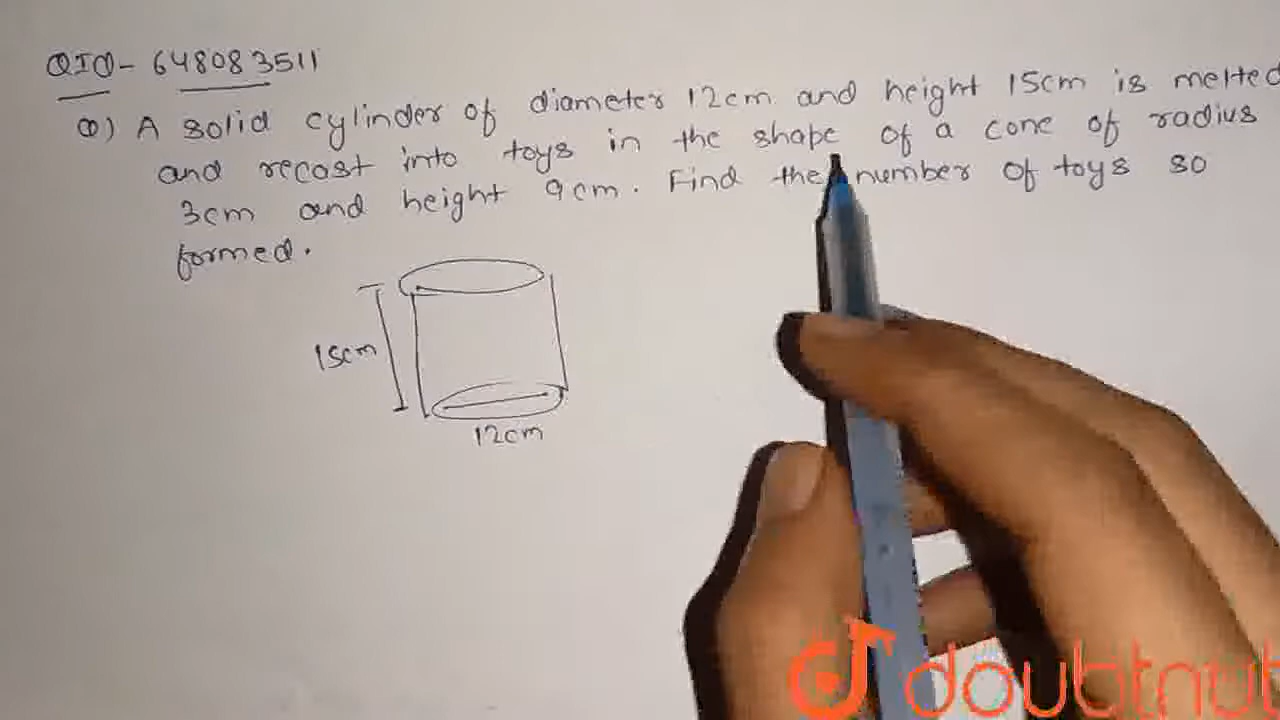 QID- 648083511
Q) A solid cylinder of diameter 12cm and height 15cm is melted
and recast into toys in the shape of a cone of radius
3cm and height 9cm. Find the number of toys so
formed.
15cm
12cm
doubtnut